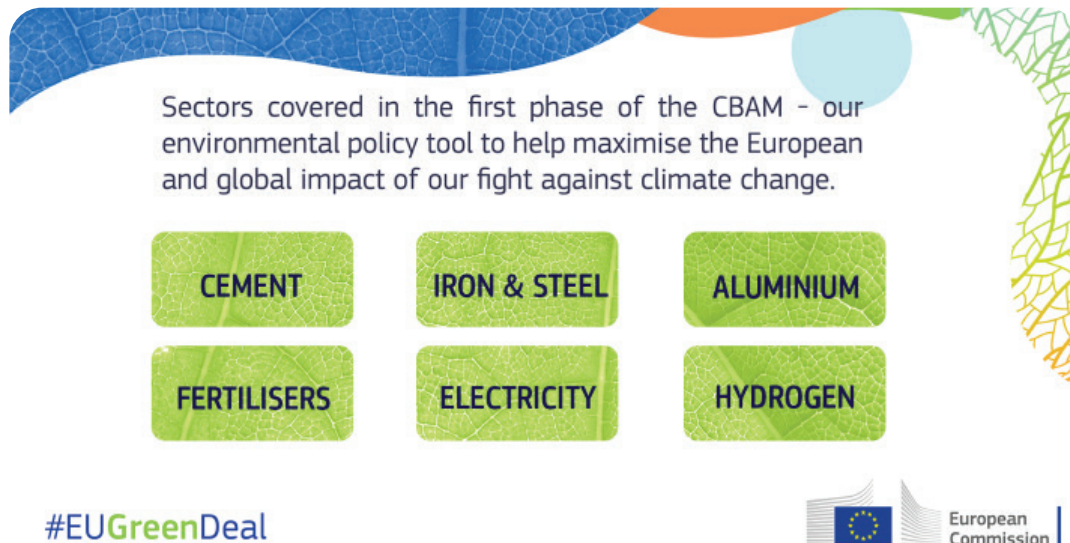 Sectors covered in the first phase of the CBAM - our
environmental policy tool to help maximise the European
and global impact of our fight against climate change.
CEMENT
IRON & STEEL
ALUMINIUM
FERTILISERS
ELECTRICITY
HYDROGEN
#EUGreenDeal
European
Commission